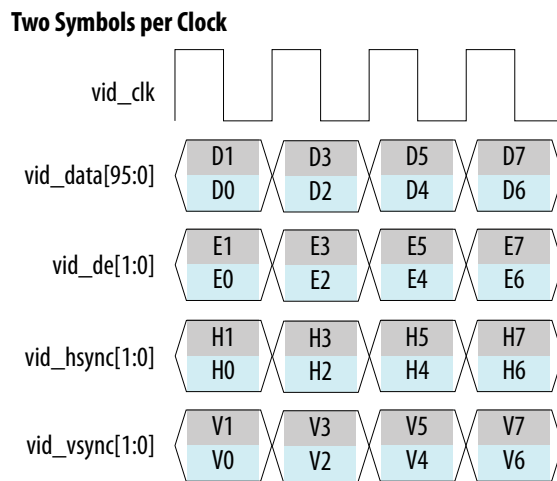 Two Symbols per Clock
vid_clk
D1 D3 D5 D7
vid_data[95:0]
D0 D2 D4 D6
E1 E3 E5 E7
vid_de[1:0]
E0 E2 E4 E6
H1 H3 H5 H7
vid_hsync[1:0]
H0 H2 H4 H6
V1 V3 V5 V7
vid_vsync[1:0]
V0 V2 V4 V6